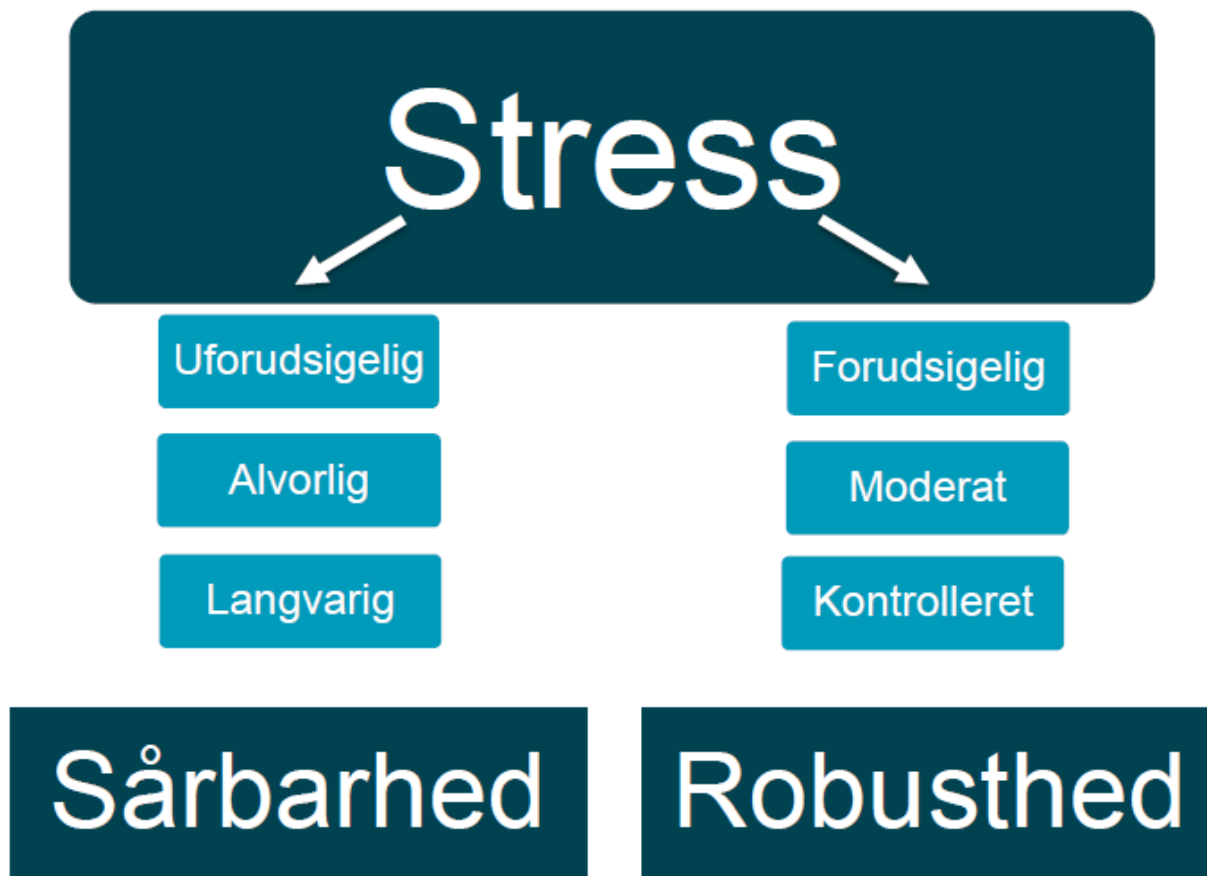 Stress
Uforudsigelig
Alvorlig
Langvarig
Sårbarhed
Forudsigelig
Moderat
Kontrolleret
Robusthed